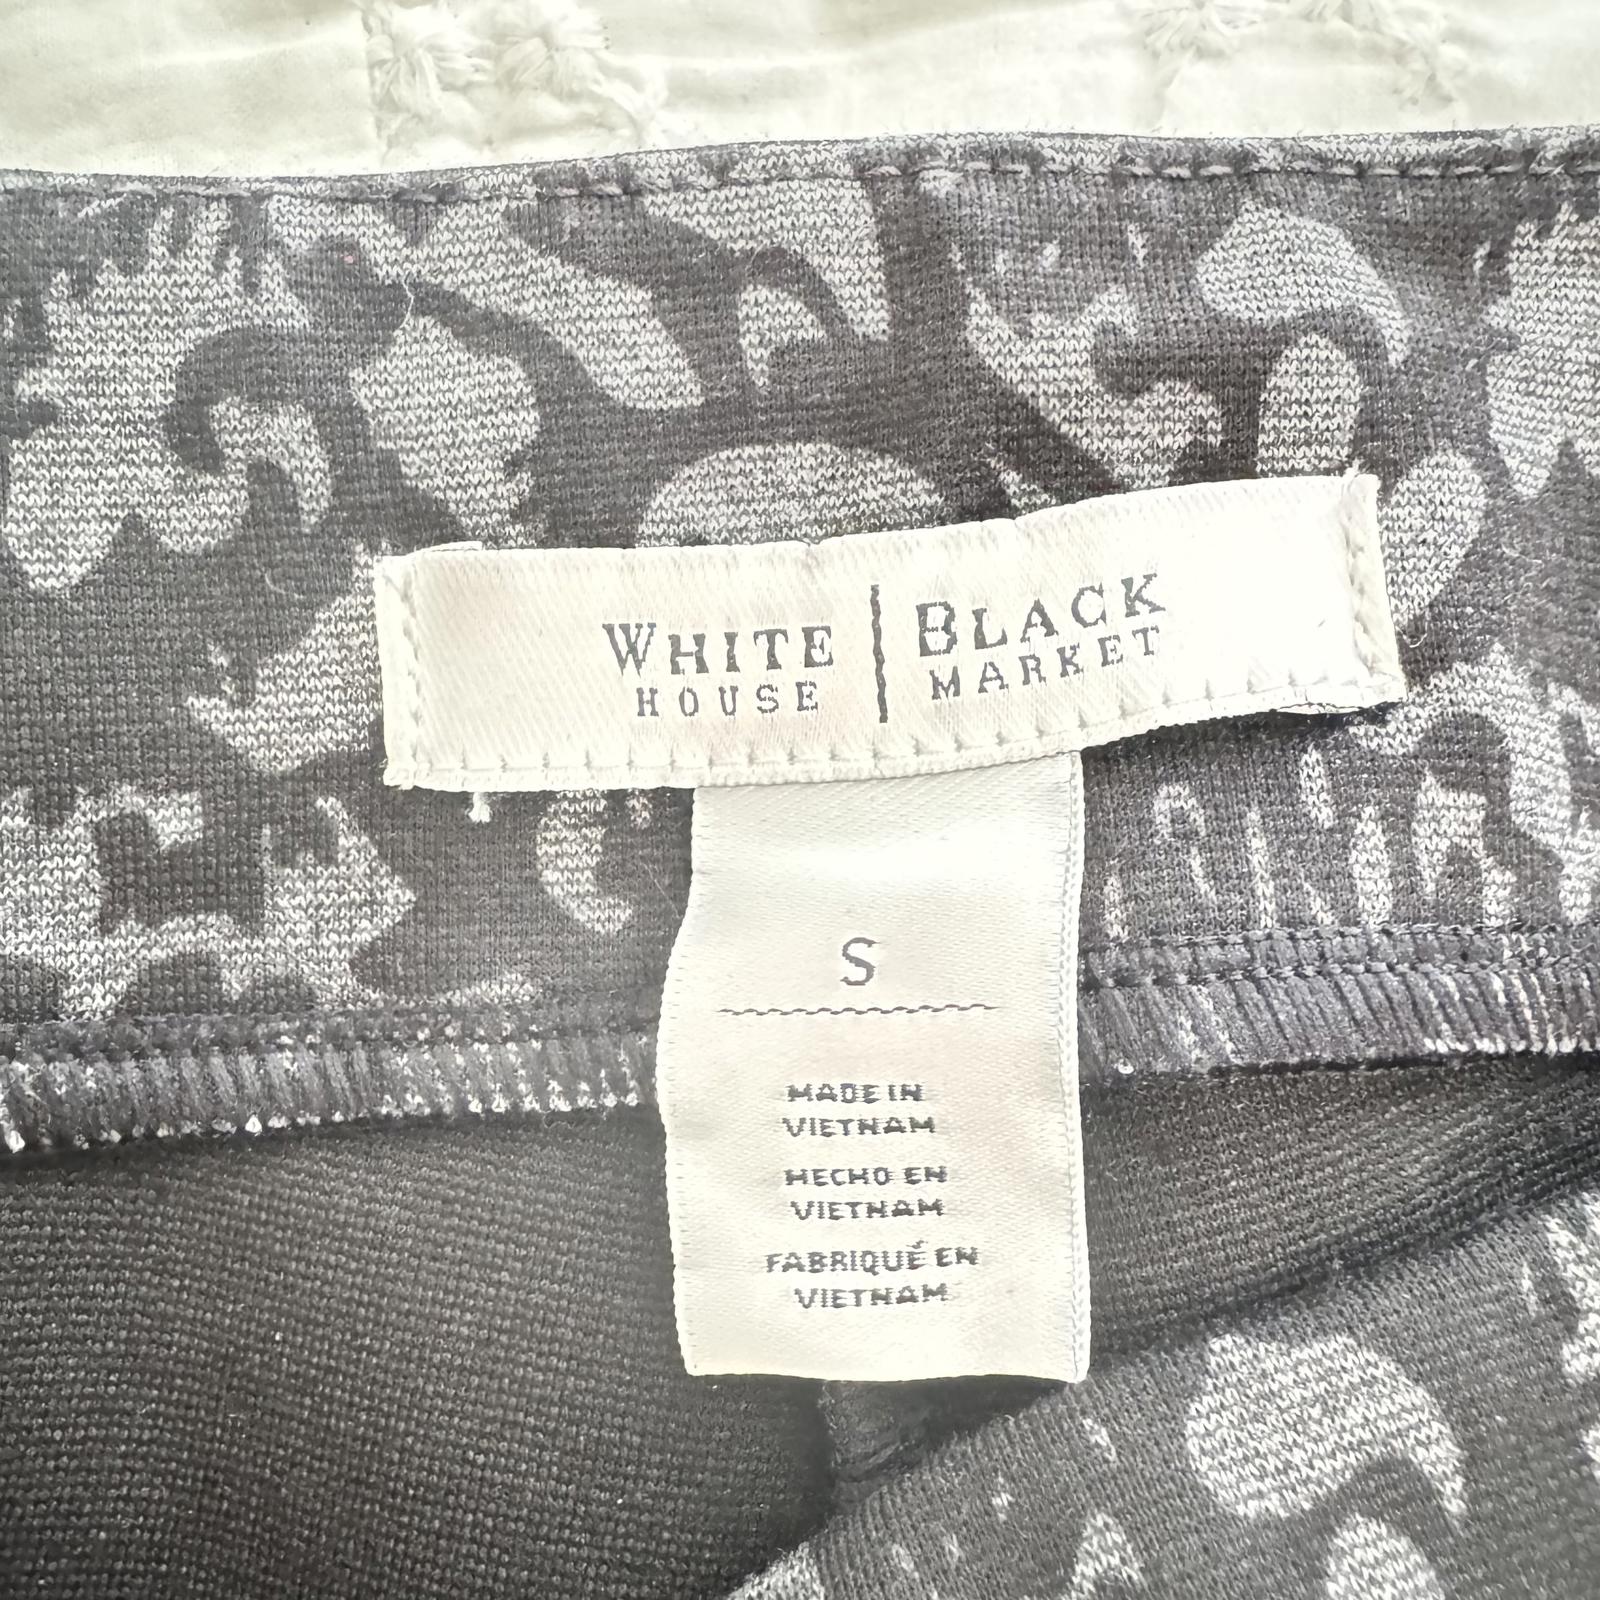 WHITE | BLACK
HOUSE | MARKET
S
MADE IN
VIETNAM
HECHO EN
VIETNAM
FABRIQUÉ EN
VIETNAM